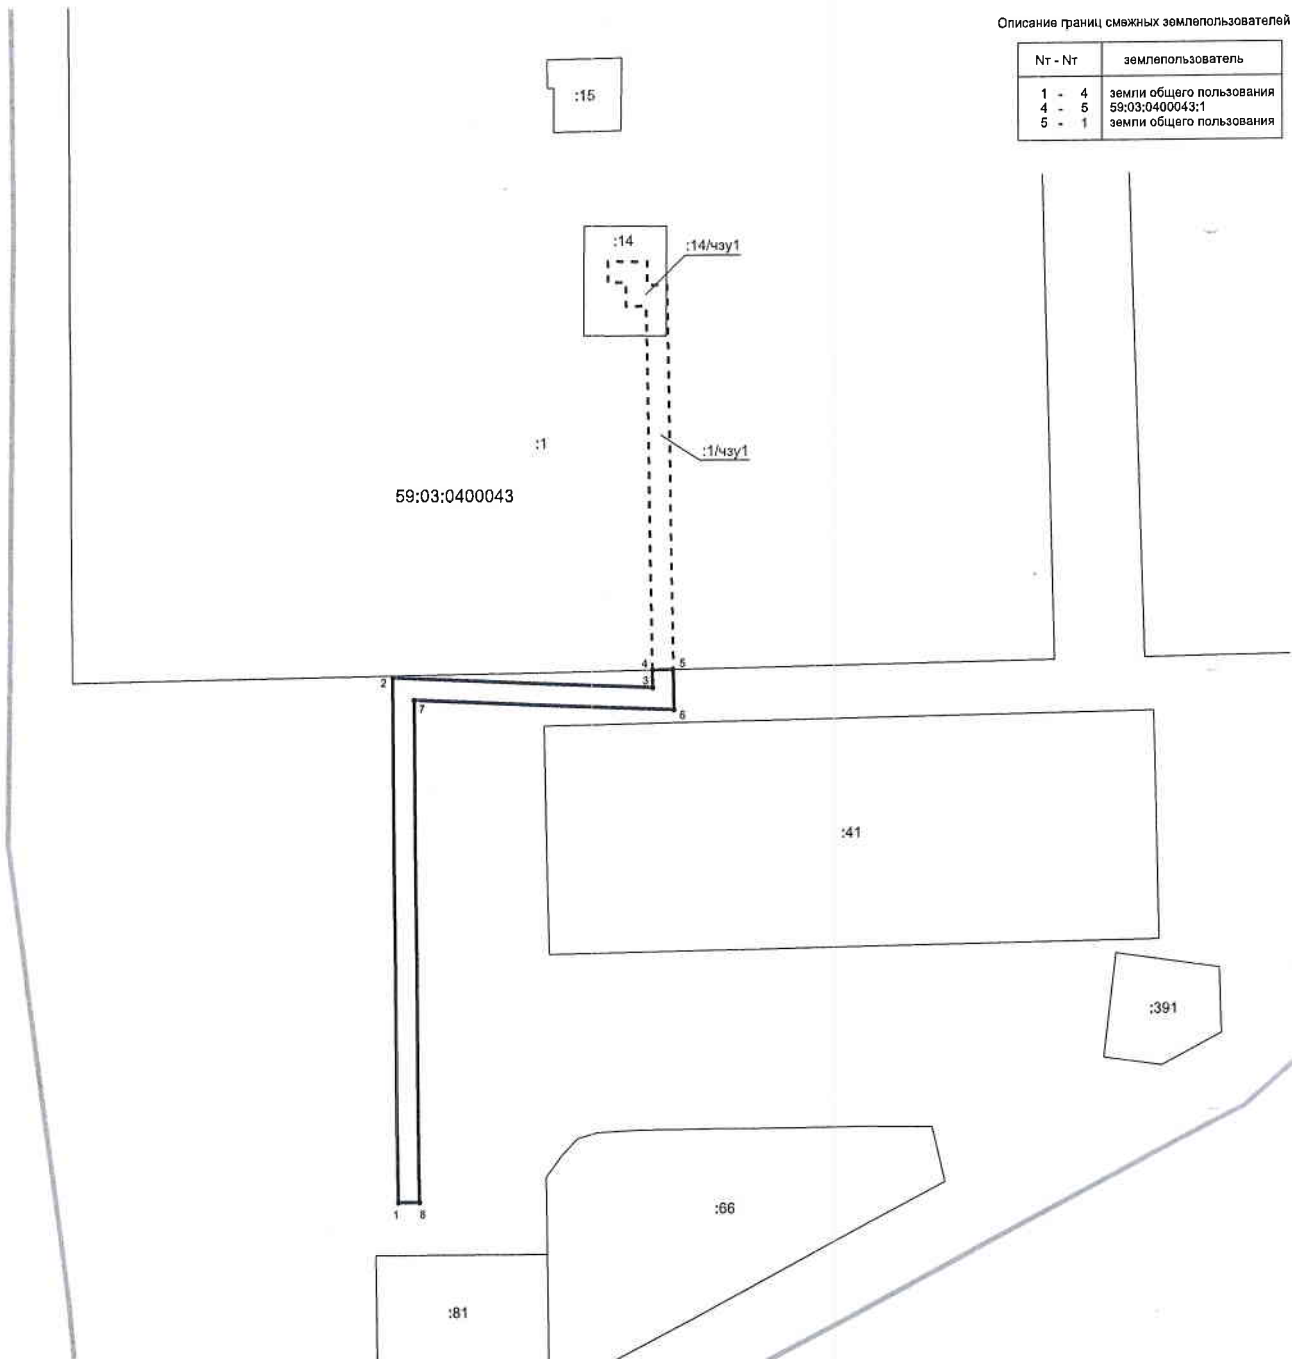 Описание границ смежных землепользователей
Nт - Nт землепользователь
1 - 4 земли общего пользования
4 - 5 59:03:0400043:1
5 - 1 земли общего пользования
:15
:14
:14/чзу1
:1
:1/чзу1
59:03:0400043
4
5
2
3
7
6
:41
:391
1
8
:66
:81